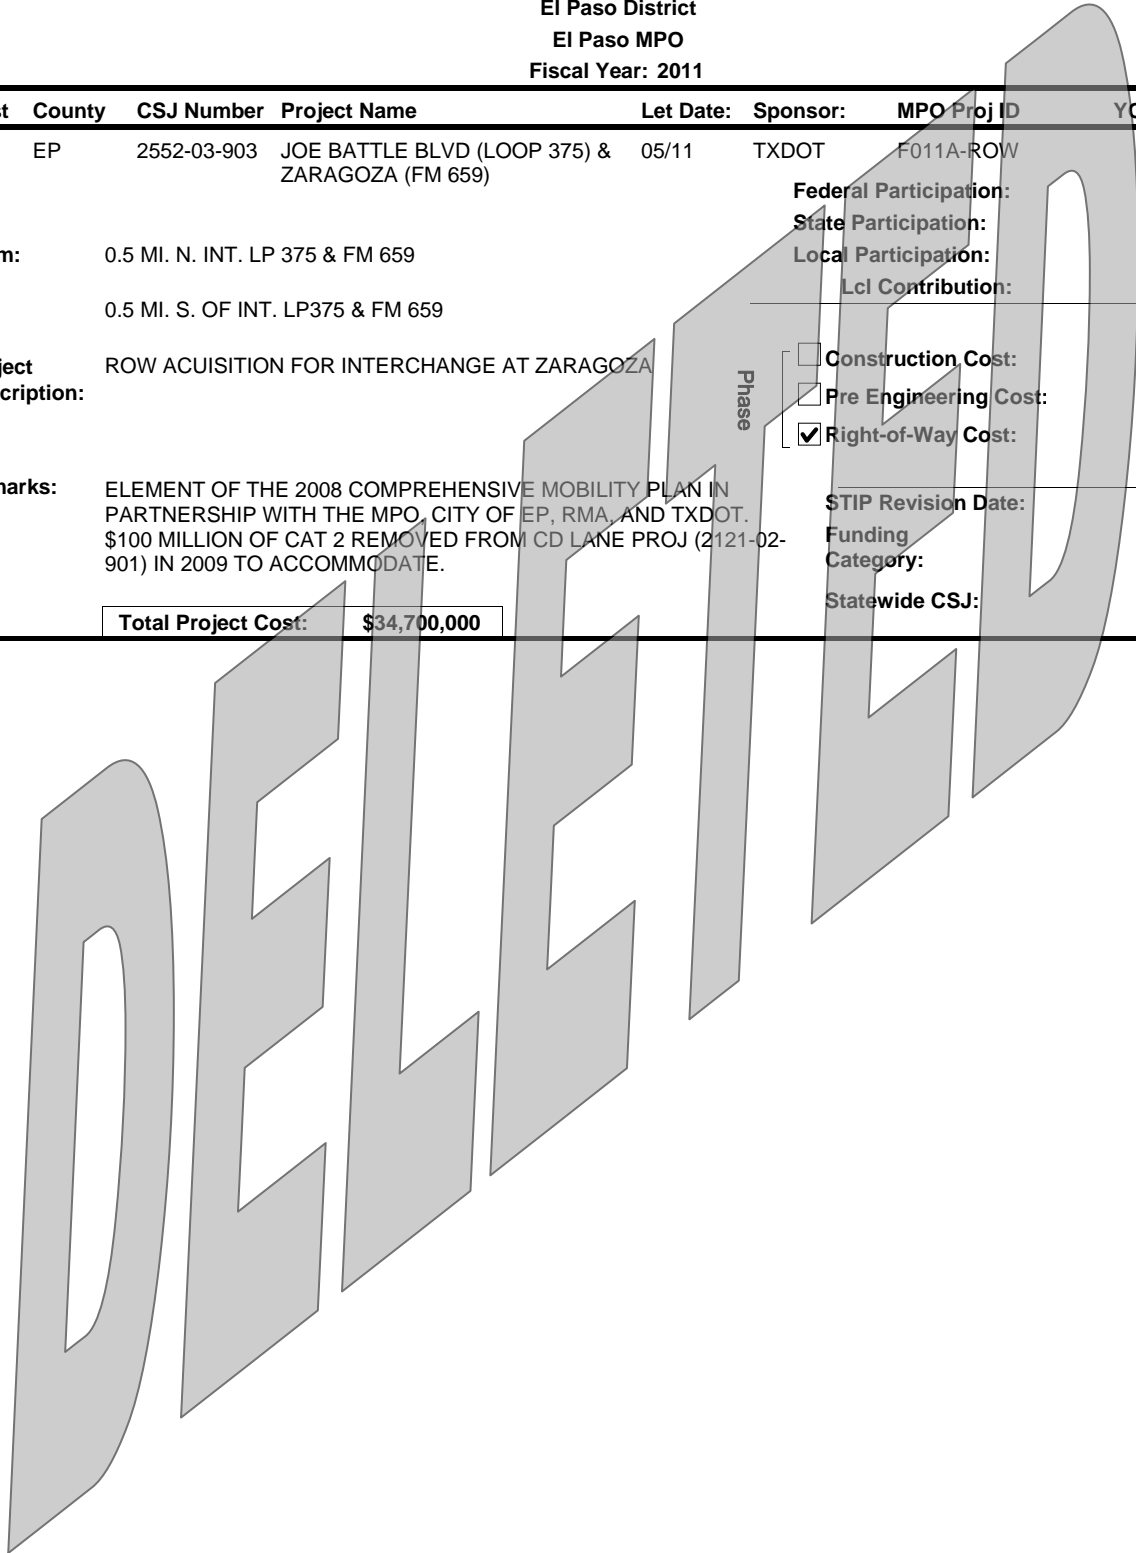 El Paso District
El Paso MPO
Fiscal Year: 2011
County CSJ Number Project Name Let Date: Sponsor: MPO Proj ID
EP 2552-03-903 JOE BATTLE BLVD (LOOP 375) & 05/11 TXDOT F011A-ROW
ZARAGOZA (FM 659)
Federal Participation:
State Participation:
0.5 MI. N. INT. LP 375 & FM 659 Local Participation:
Lcl Contribution:
0.5 MI. S. OF INT. LP375 & FM 659
ROW ACUISITION FOR INTERCHANGE AT ZARAGOZA
Phase
Construction Cost:
Pre Engineering Cost:
Right-of-Way Cost:
ELEMENT OF THE 2008 COMPREHENSIVE MOBILITY PLAN IN
PARTNERSHIP WITH THE MPO, CITY OF EP, RMA, AND TXDOT.
$100 MILLION OF CAT 2 REMOVED FROM CD LANE PROJ (2121-02-
901) IN 2009 TO ACCOMMODATE.
STIP Revision Date:
Funding
Category:
Statewide CSJ:
Total Project Cost: $34,700,000
DELETED